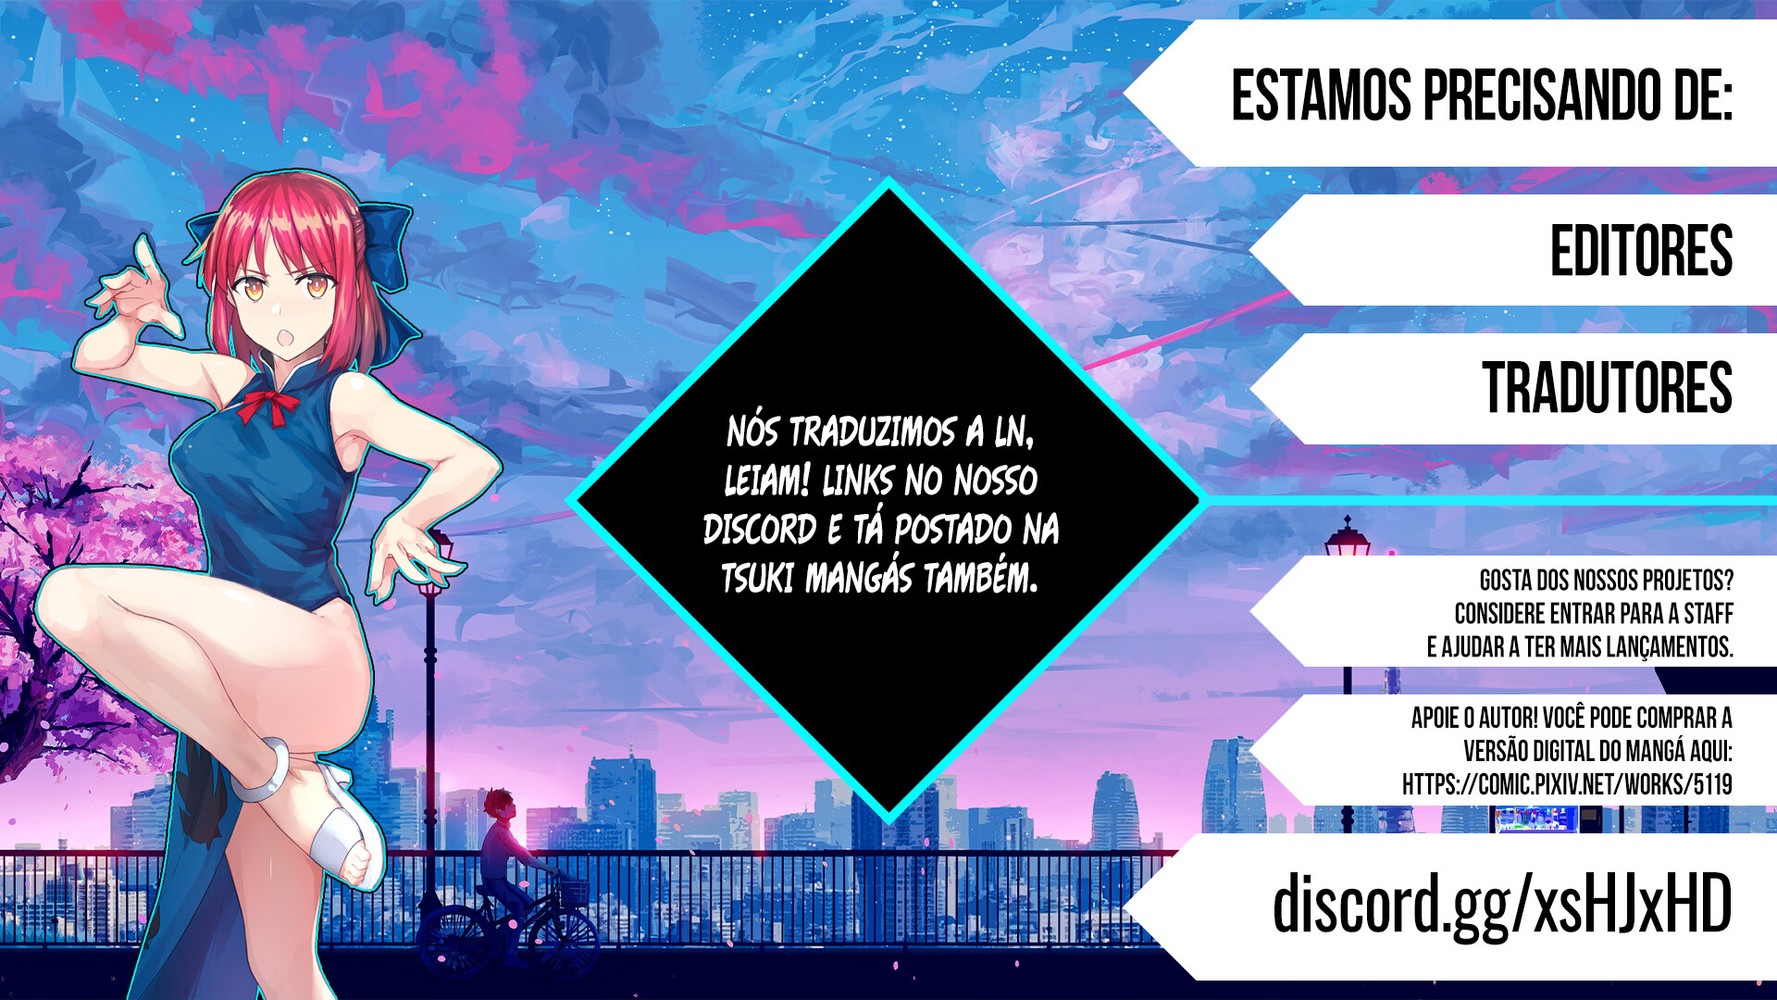 ESTAMOS PRECISANDO DE:
EDITORES
TRADUTORES
NÓS TRADUZIMOS A LN,
LEIAM! LINKS NO NOSSO
DISCORD E TÁ POSTADO NA
TSUKI MANGÁS TAMBÉM.
GOSTA DOS NOSSOS PROJETOS?
CONSIDERE ENTRAR PARA A STAFF
E AJUDAR A TER MAIS LANÇAMENTOS.
APOIE O AUTOR! VOCÊ PODE COMPRAR A
VERSÃO DIGITAL DO MANGÁ AQUI:
HTTPS://COMIC.PIXIV.NET/WORKS/5119
discord.gg/xsHJxHD